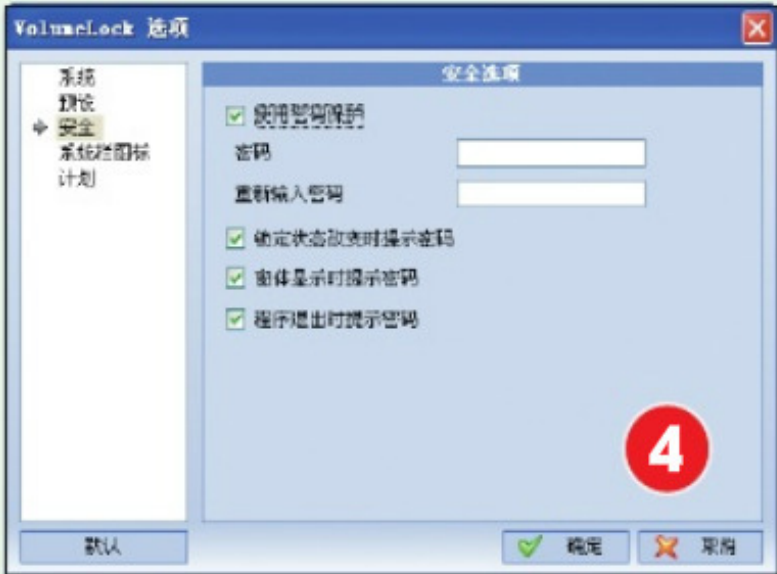 VolumeLock 选项
系统
预设
安全
系统栏图标
计划
安全选项
使用密码保护
密码
重新输入密码
锁定状态改变时提示密码
窗体显示时提示密码
程序退出时提示密码
4
默认
确定
取消